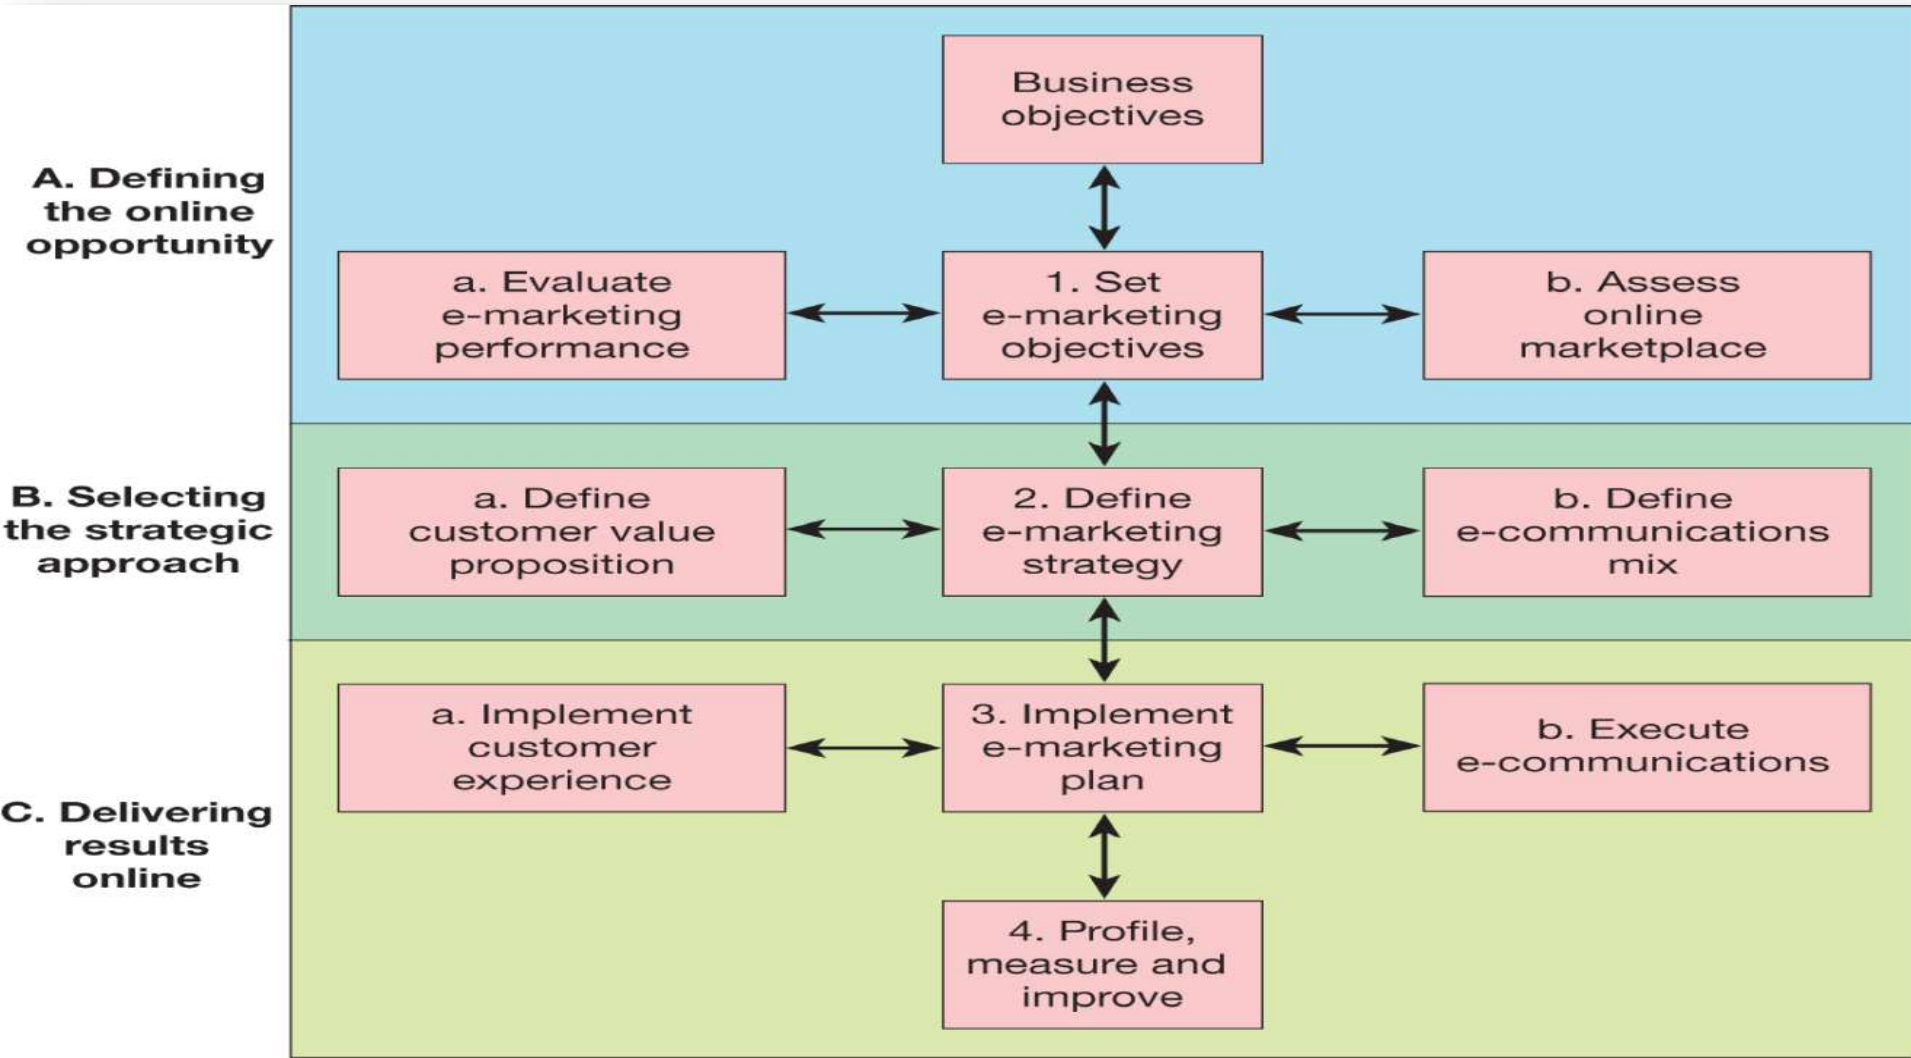 A. Defining
the online
opportunity
Business
objectives
a. Evaluate
e-marketing
performance
1. Set
e-marketing
objectives
b. Assess
online
marketplace
B. Selecting
the strategic
approach
a. Define
customer value
proposition
2. Define
e-marketing
strategy
b. Define
e-communications
mix
C. Delivering
results
online
a. Implement
customer
experience
3. Implement
e-marketing
plan
b. Execute
e-communications
4. Profile,
measure and
improve